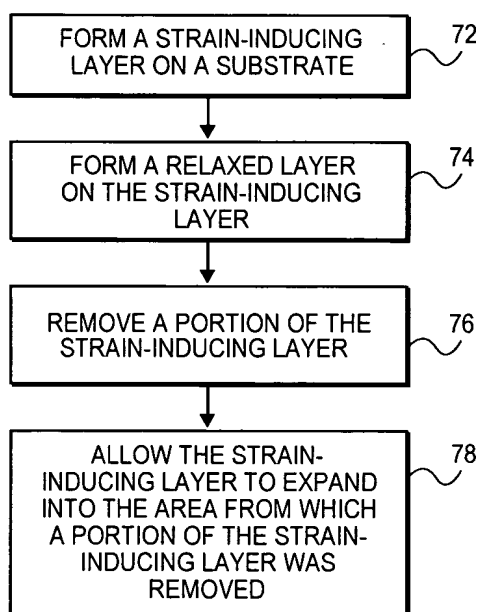 FORM A STRAIN-INDUCING
LAYER ON A SUBSTRATE
72
FORM A RELAXED LAYER
ON THE STRAIN-INDUCING
LAYER
74
REMOVE A PORTION OF THE
STRAIN-INDUCING LAYER
76
ALLOW THE STRAIN-
INDUCING LAYER TO EXPAND
INTO THE AREA FROM WHICH
A PORTION OF THE STRAIN-
INDUCING LAYER WAS
REMOVED
78